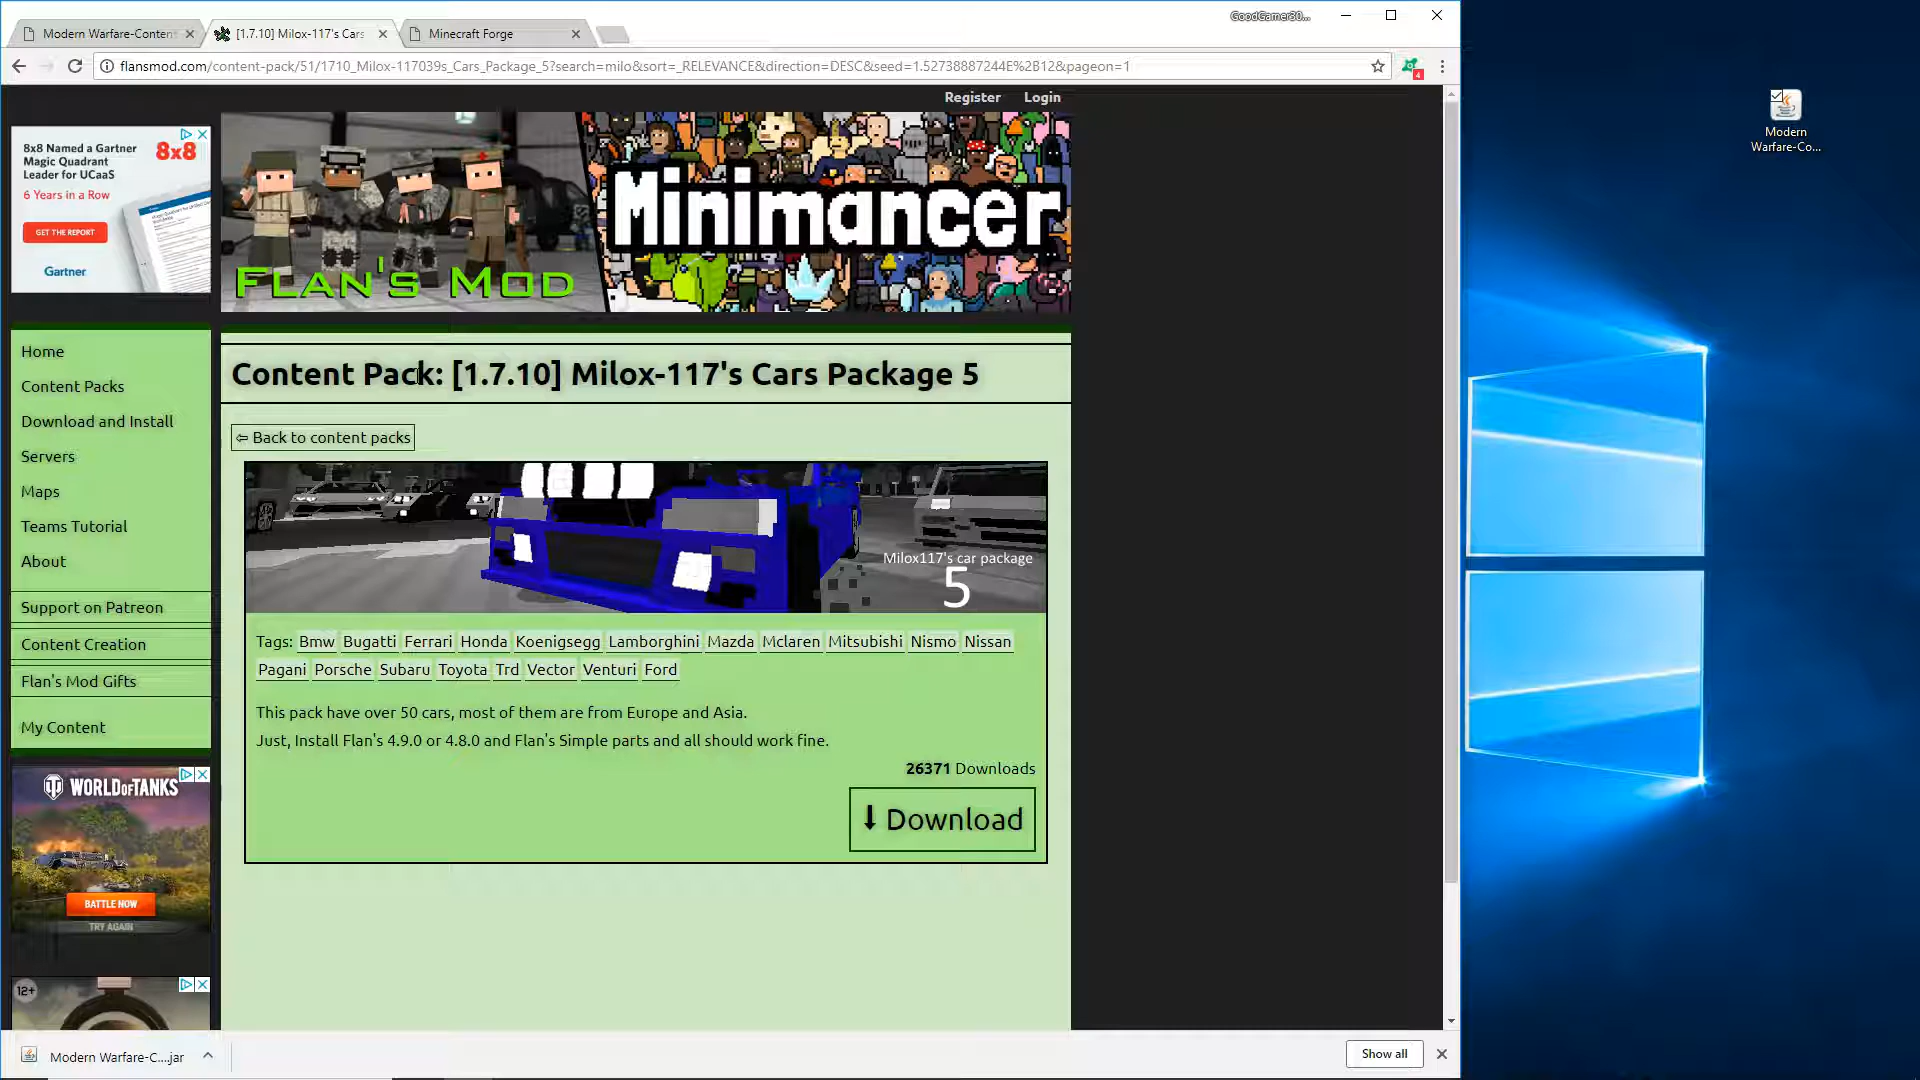 GoodGamer30...
Modern Warfare-Content
[1.7.10] Milox-117's Cars
Minecraft Forge
flansmod.com/content-pack/51/1710_Milox-117039s_Cars_Package_5?search=milo&sort=_RELEVANCE&direction=DESC&seed=1.52738887244E%2B12&pageon=1
4
Register
Login
8x8 Named a Gartner
Magic Quadrant
Leader for UCaaS
8x8
6 Years in a Row
GET THE REPORT
Gartner
FLAN'S MOD
Minimancer
Home
Content Packs
Download and Install
Servers
Maps
Teams Tutorial
About
Support on Patreon
Content Creation
Flan's Mod Gifts
My Content
Content Pack: [1.7.10] Milox-117's Cars Package 5
⇦ Back to content packs
Milox117's car package
5
Tags: Bmw Bugatti Ferrari Honda Koenigsegg Lamborghini Mazda Mclaren Mitsubishi Nismo Nissan
Pagani Porsche Subaru Toyota Trd Vector Venturi Ford
This pack have over 50 cars, most of them are from Europe and Asia.
Just, Install Flan's 4.9.0 or 4.8.0 and Flan's Simple parts and all should work fine.
26371 Downloads
⬇ Download
WORLD OF TANKS
BATTLE NOW
TRY AGAIN
12+
Modern Warfare-C....jar
Show all
Modern
Warfare-Co...